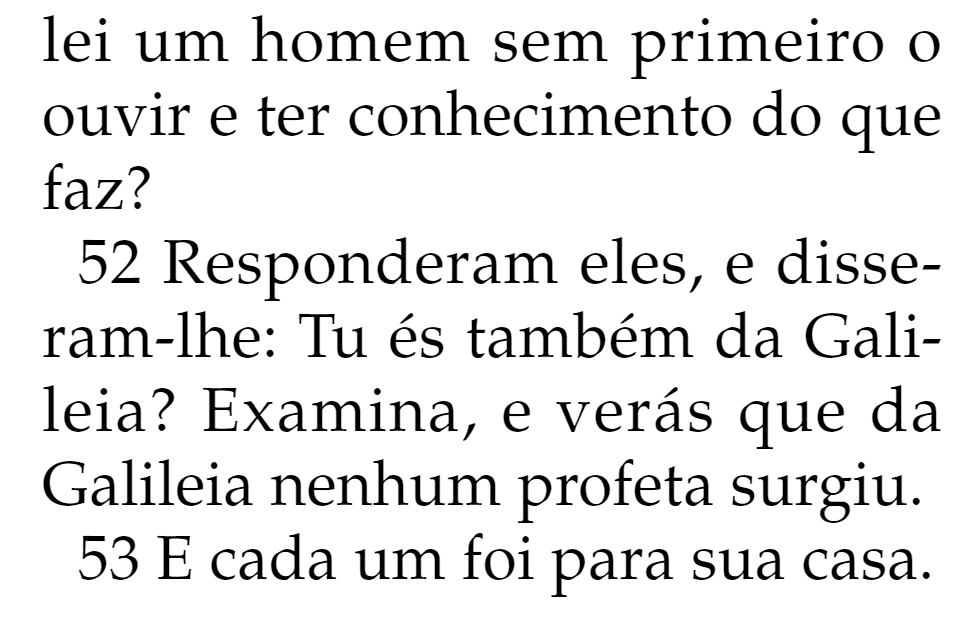 lei um homem sem primeiro o
ouvir e ter conhecimento do que
faz?
52 Responderam eles, e disse-
ram-lhe: Tu és também da Gali-
leia? Examina, e verás que da
Galileia nenhum profeta surgiu.
53 E cada um foi para sua casa.